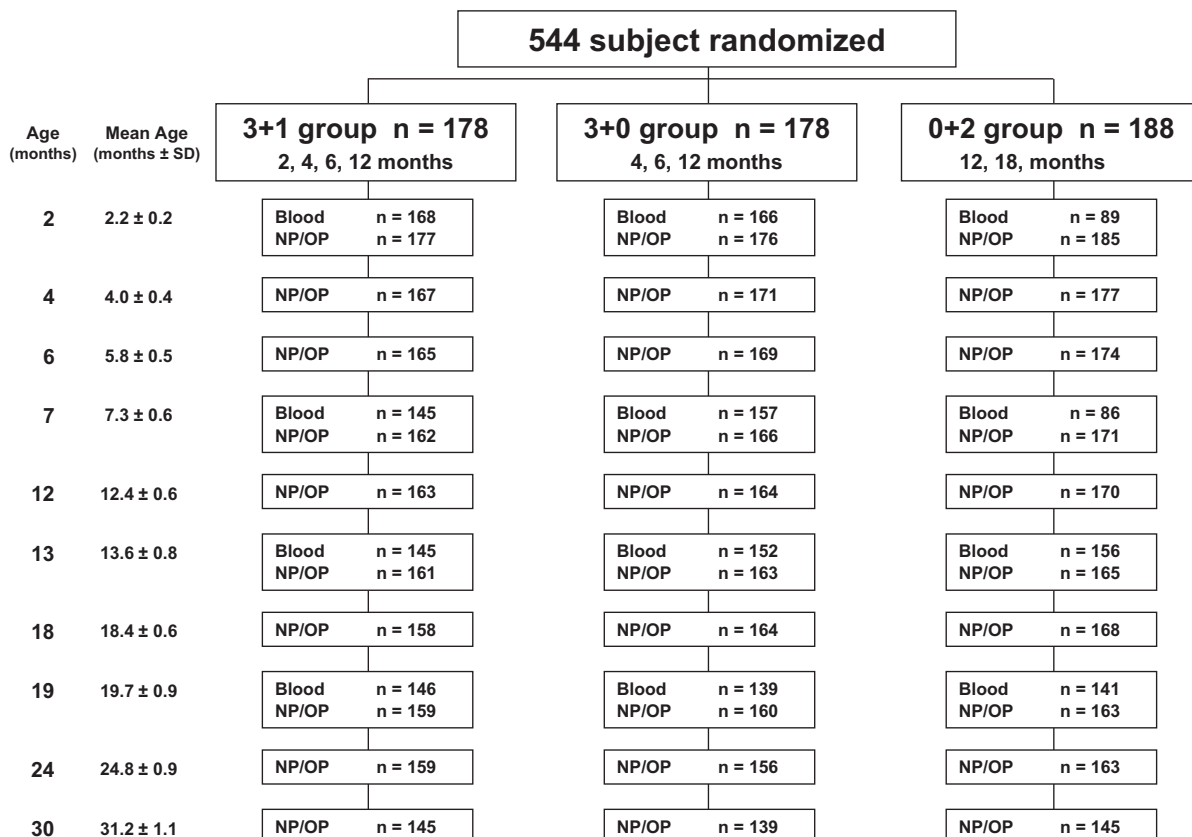 544 subject randomized
Age Mean Age 3+1 group n = 178 3+0 group n = 178 0+2 group n = 188
(months) (months ± SD) 2, 4, 6, 12 months 4, 6, 12 months 12, 18, months
2 2.2 ± 0.2 Blood n = 168 Blood n = 166 Blood n = 89
NP/OP n = 177 NP/OP n = 176 NP/OP n = 185
4 4.0 ± 0.4 NP/OP n = 167 NP/OP n = 171 NP/OP n = 177
6 5.8 ± 0.5 NP/OP n = 165 NP/OP n = 169 NP/OP n = 174
7 7.3 ± 0.6 Blood n = 145 Blood n = 157 Blood n = 86
NP/OP n = 162 NP/OP n = 166 NP/OP n = 171
12 12.4 ± 0.6 NP/OP n = 163 NP/OP n = 164 NP/OP n = 170
13 13.6 ± 0.8 Blood n = 145 Blood n = 152 Blood n = 156
NP/OP n = 161 NP/OP n = 163 NP/OP n = 165
18 18.4 ± 0.6 NP/OP n = 158 NP/OP n = 164 NP/OP n = 168
19 19.7 ± 0.9 Blood n = 146 Blood n = 139 Blood n = 141
NP/OP n = 159 NP/OP n = 160 NP/OP n = 163
24 24.8 ± 0.9 NP/OP n = 159 NP/OP n = 156 NP/OP n = 163
30 31.2 ± 1.1 NP/OP n = 145 NP/OP n = 139 NP/OP n = 145